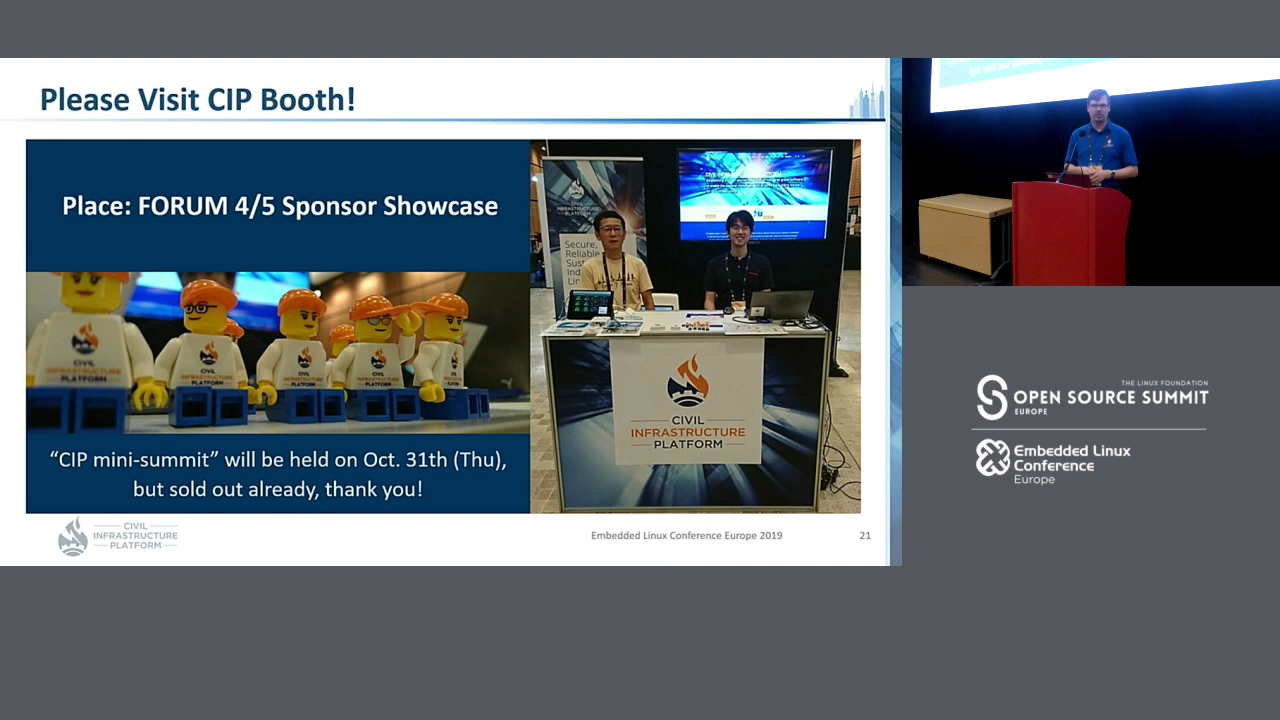 Please Visit CIP Booth!
Place: FORUM 4/5 Sponsor Showcase
“CIP mini-summit” will be held on Oct. 31th (Thu),
but sold out already, thank you!
CIVIL
INFRASTRUCTURE
PLATFORM
Secure,
Reliable
CIVIL
INFRASTRUCTURE
PLATFORM
CIVIL
INFRASTRUCTURE
PLATFORM
Embedded Linux Conference Europe 2019
21
THE LINUX FOUNDATION
OPEN SOURCE SUMMIT
EUROPE
Embedded Linux
Conference
Europe